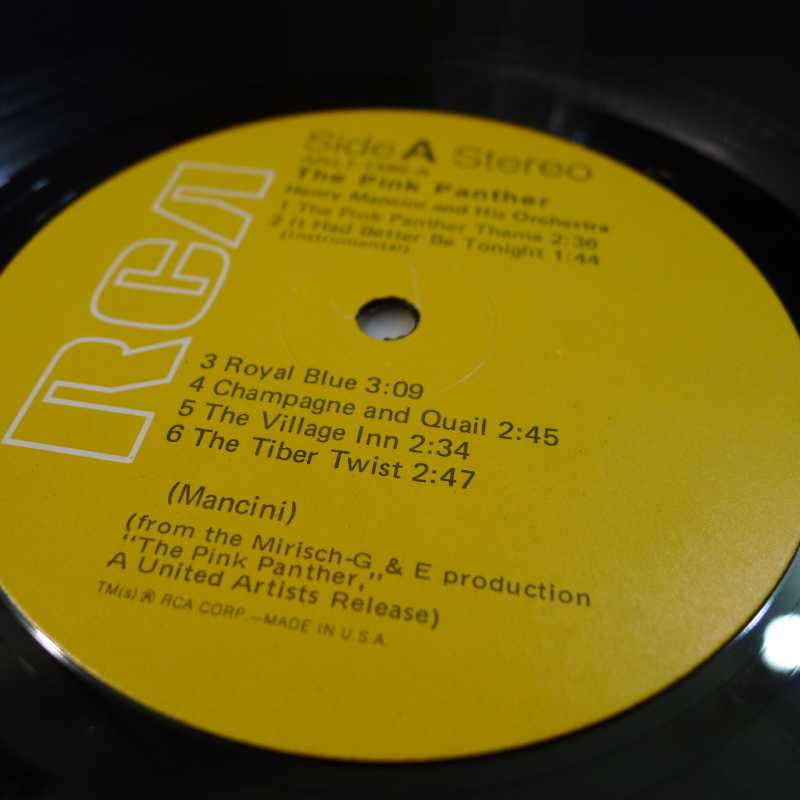 RCA
Side A Stereo
The Pink Panther
Henry Mancini and His Orchestra
1 The Pink Panther Theme 2:36
2 It Had Better Be Tonight 1:44
(Instrumental)
3 Royal Blue 3:09
4 Champagne and Quail 2:45
5 The Village Inn 2:34
6 The Tiber Twist 2:47
(Mancini)
(from the Mirisch-G & E production
"The Pink Panther,"
A United Artists Release)
TM(s) ® RCA CORP.—MADE IN U.S.A.